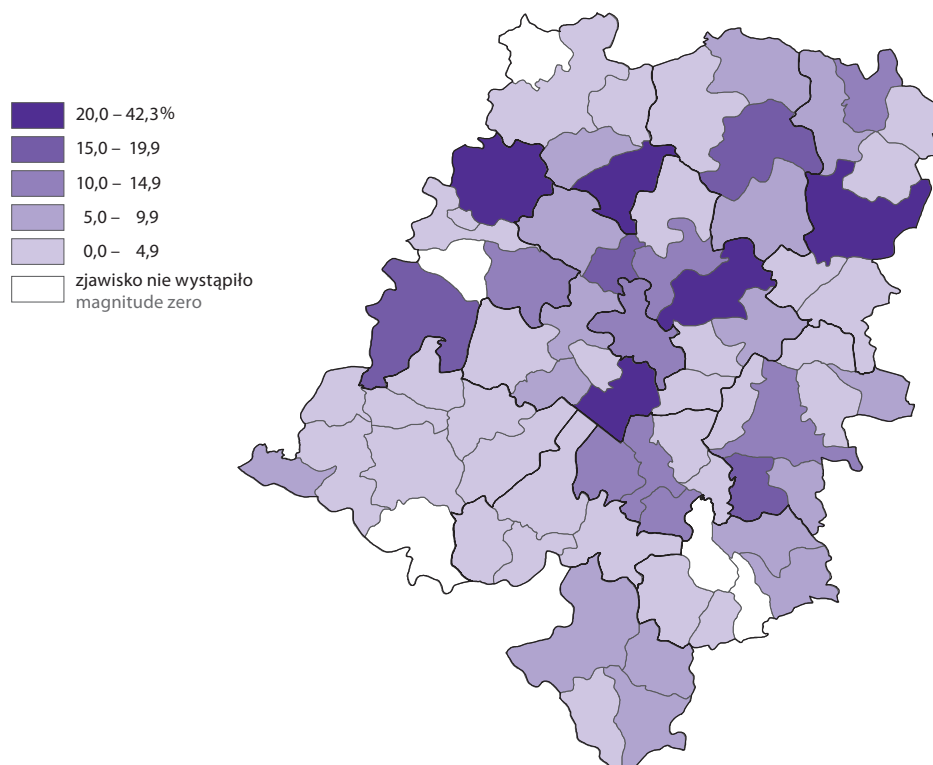 20,0 – 42,3%
15,0 – 19,9
10,0 – 14,9
5,0 – 9,9
0,0 – 4,9
zjawisko nie wystąpiło
magnitude zero